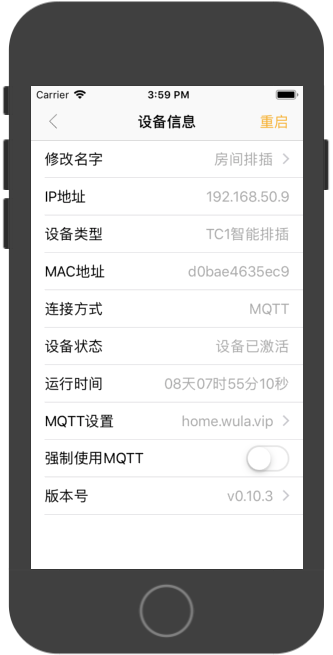 Carrier 3:59 PM
设备信息 重启
修改名字 房间排插
IP地址 192.168.50.9
设备类型 TC1智能排插
MAC地址 d0bae4635ec9
连接方式 MQTT
设备状态 设备已激活
运行时间 08天07时55分10秒
MQTT设置 home.wula.vip
强制使用MQTT
版本号 v0.10.3